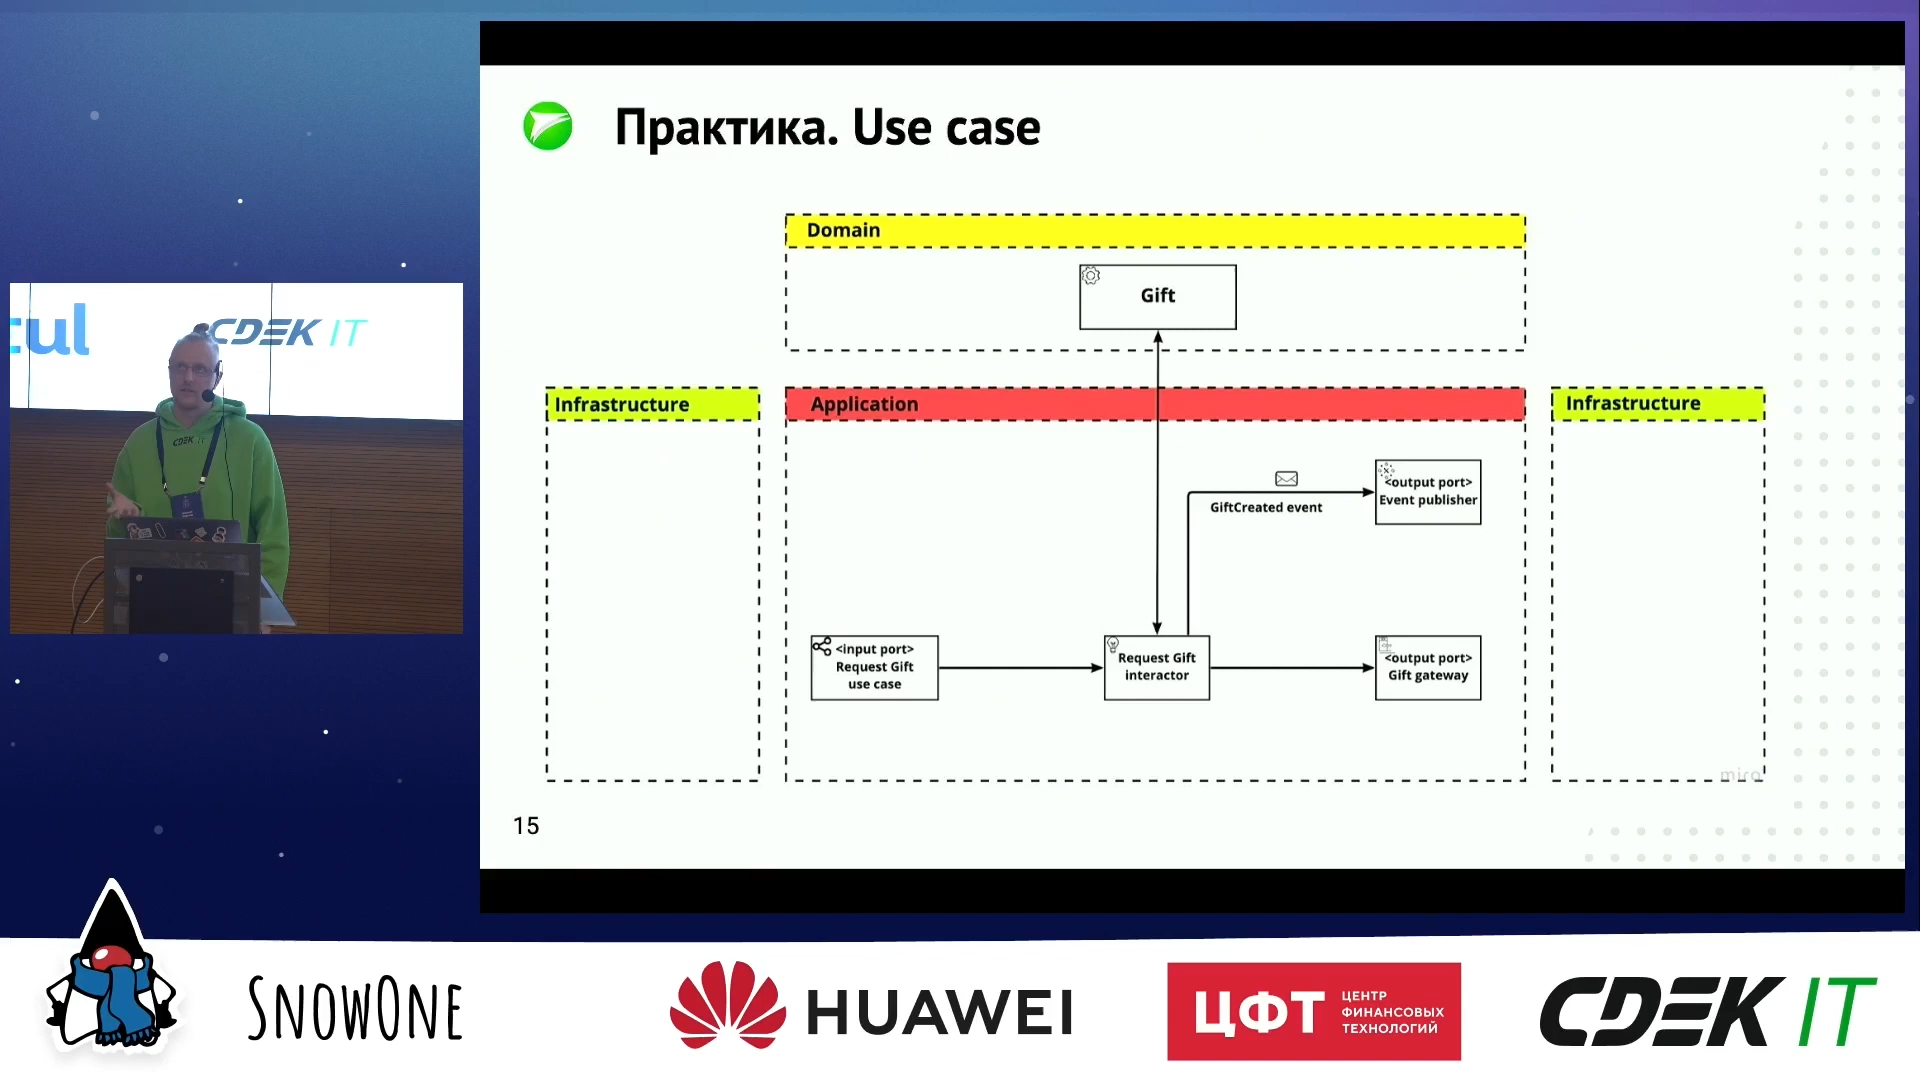 Практика. Use case
Domain
Gift
Infrastructure
Application
Infrastructure
<output port>
Event publisher
GiftCreated event
<input port>
Request Gift
use case
Request Gift
interactor
<output port>
Gift gateway
miro
15
CDEK IT
CDEK IT
SNOWONE
HUAWEI
ЦФТ
ЦЕНТР
ФИНАНСОВЫХ
ТЕХНОЛОГИЙ
CDEK IT